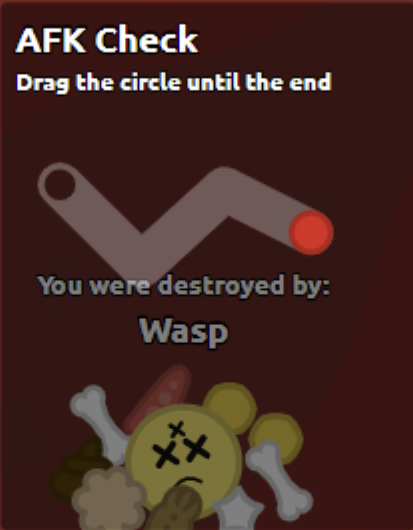 AFK Check
Drag the circle until the end
You were destroyed by:
Wasp